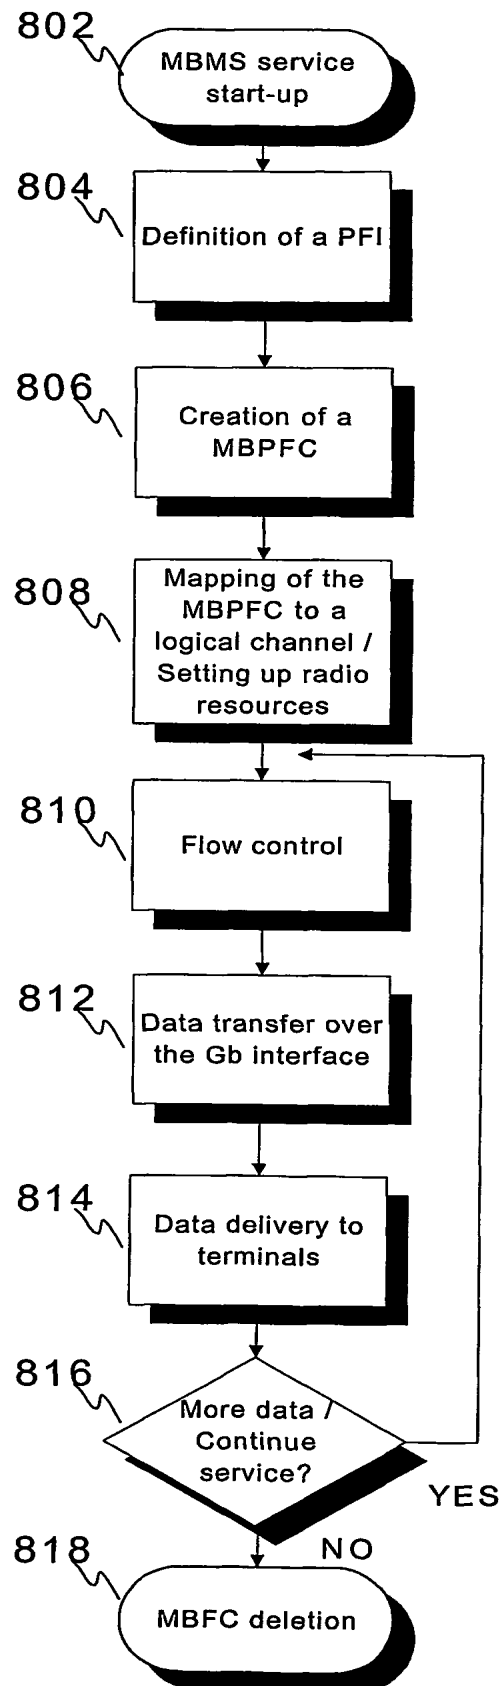 802
MBMS service
start-up
804
Definition of a PFI
806
Creation of a
MBPFC
808
Mapping of the
MBPFC to a
logical channel /
Setting up radio
resources
810
Flow control
812
Data transfer over
the Gb interface
814
Data delivery to
terminals
816
More data /
Continue
service?
YES
NO
818
MBFC deletion